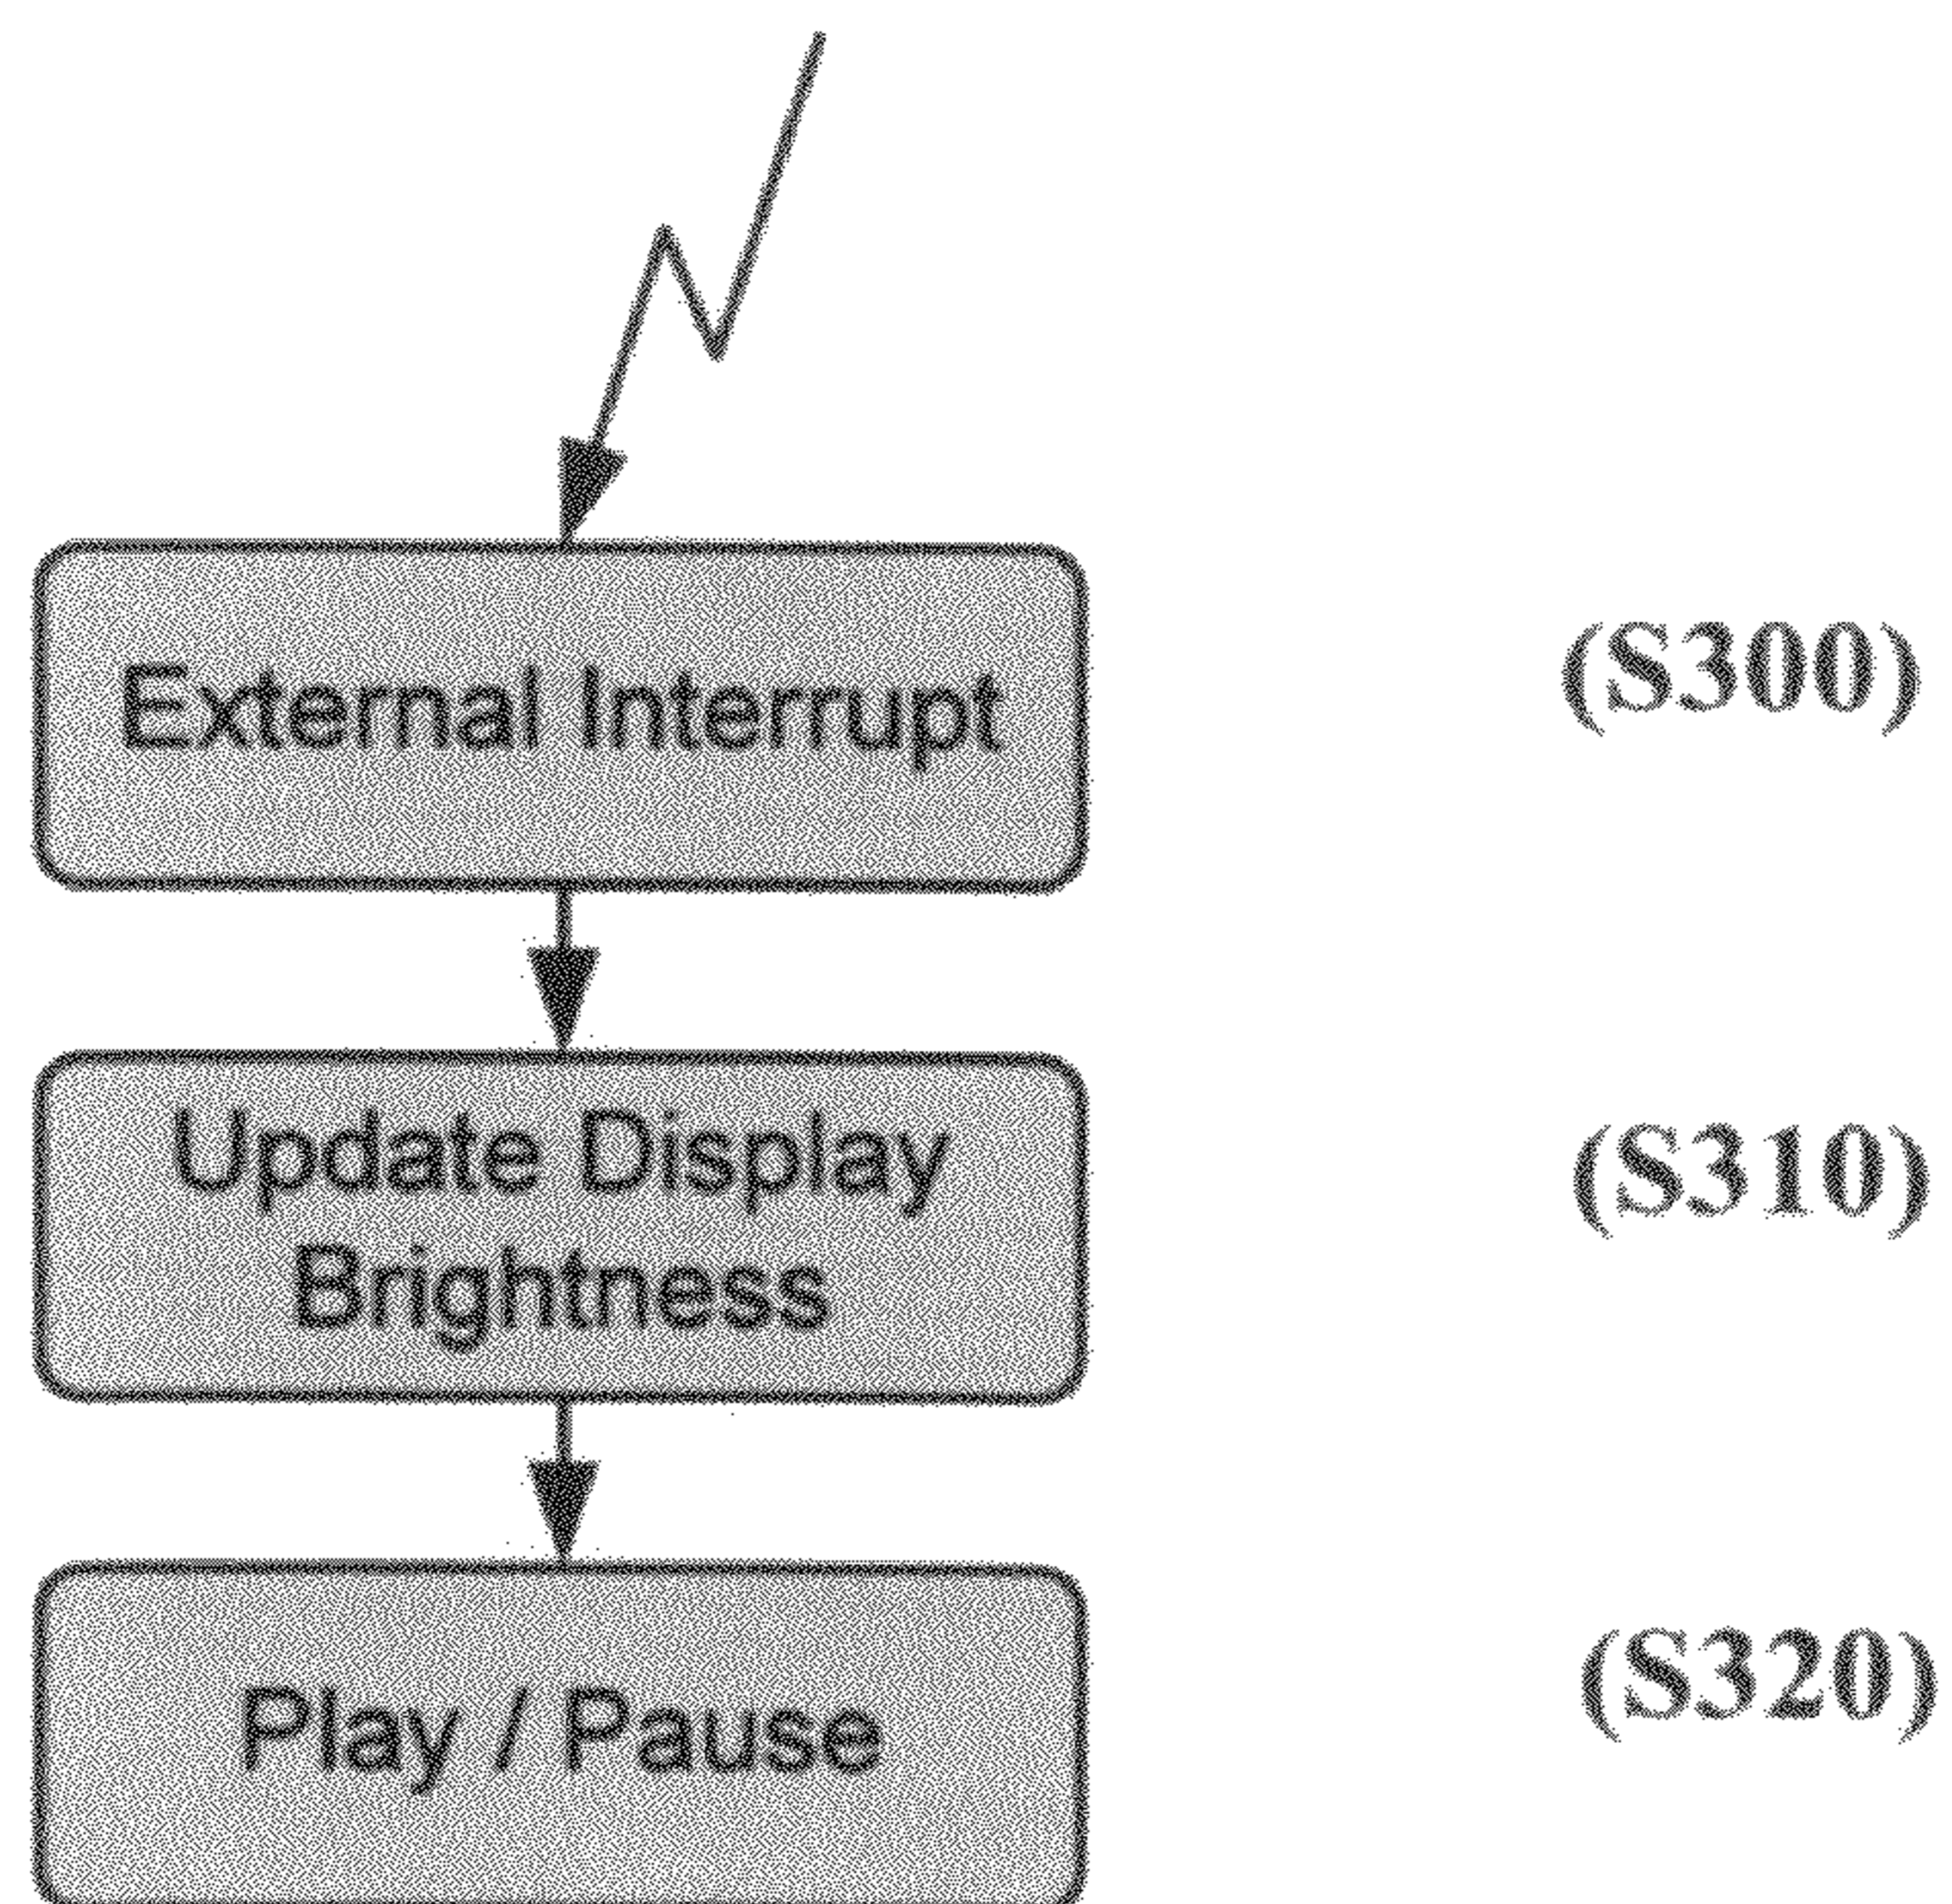 External Interrupt
(S300)
Update Display
Brightness
(S310)
Play / Pause
(S320)